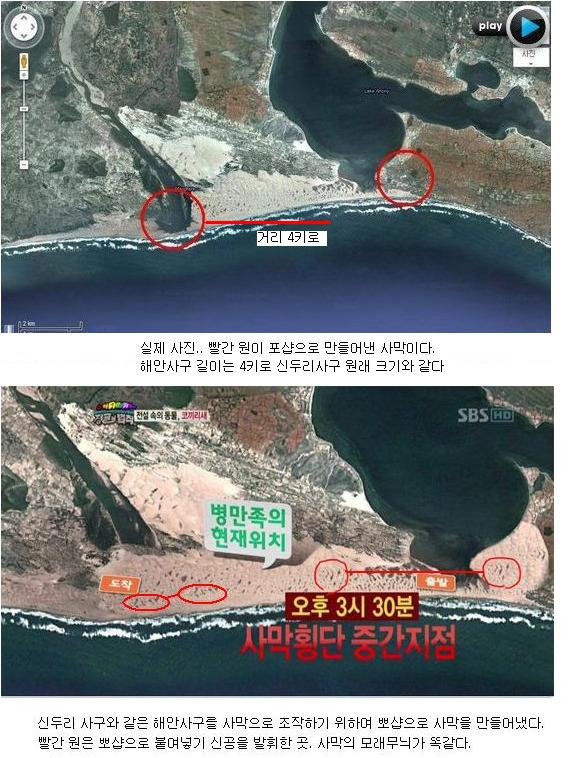 N
play
사진
Lake Anony
거리 4키로
2 km
실제 사진.. 빨간 원이 포샵으로 만들어낸 사막이다.
해안사구 길이는 4키로 신두리사구 원래 크기와 같다
정글의 법칙 전설 속의 동물, 코끼리새
SBS HD
병만족의
현재위치
도착
출발
오후 3시 30분
사막횡단 중간지점
신두리 사구와 같은 해안사구를 사막으로 조작하기 위하여 뽀샵으로 사막을 만들어냈다.
빨간 원은 뽀샵으로 붙여넣기 신공을 발휘한 곳. 사막의 모래무늬가 똑같다.